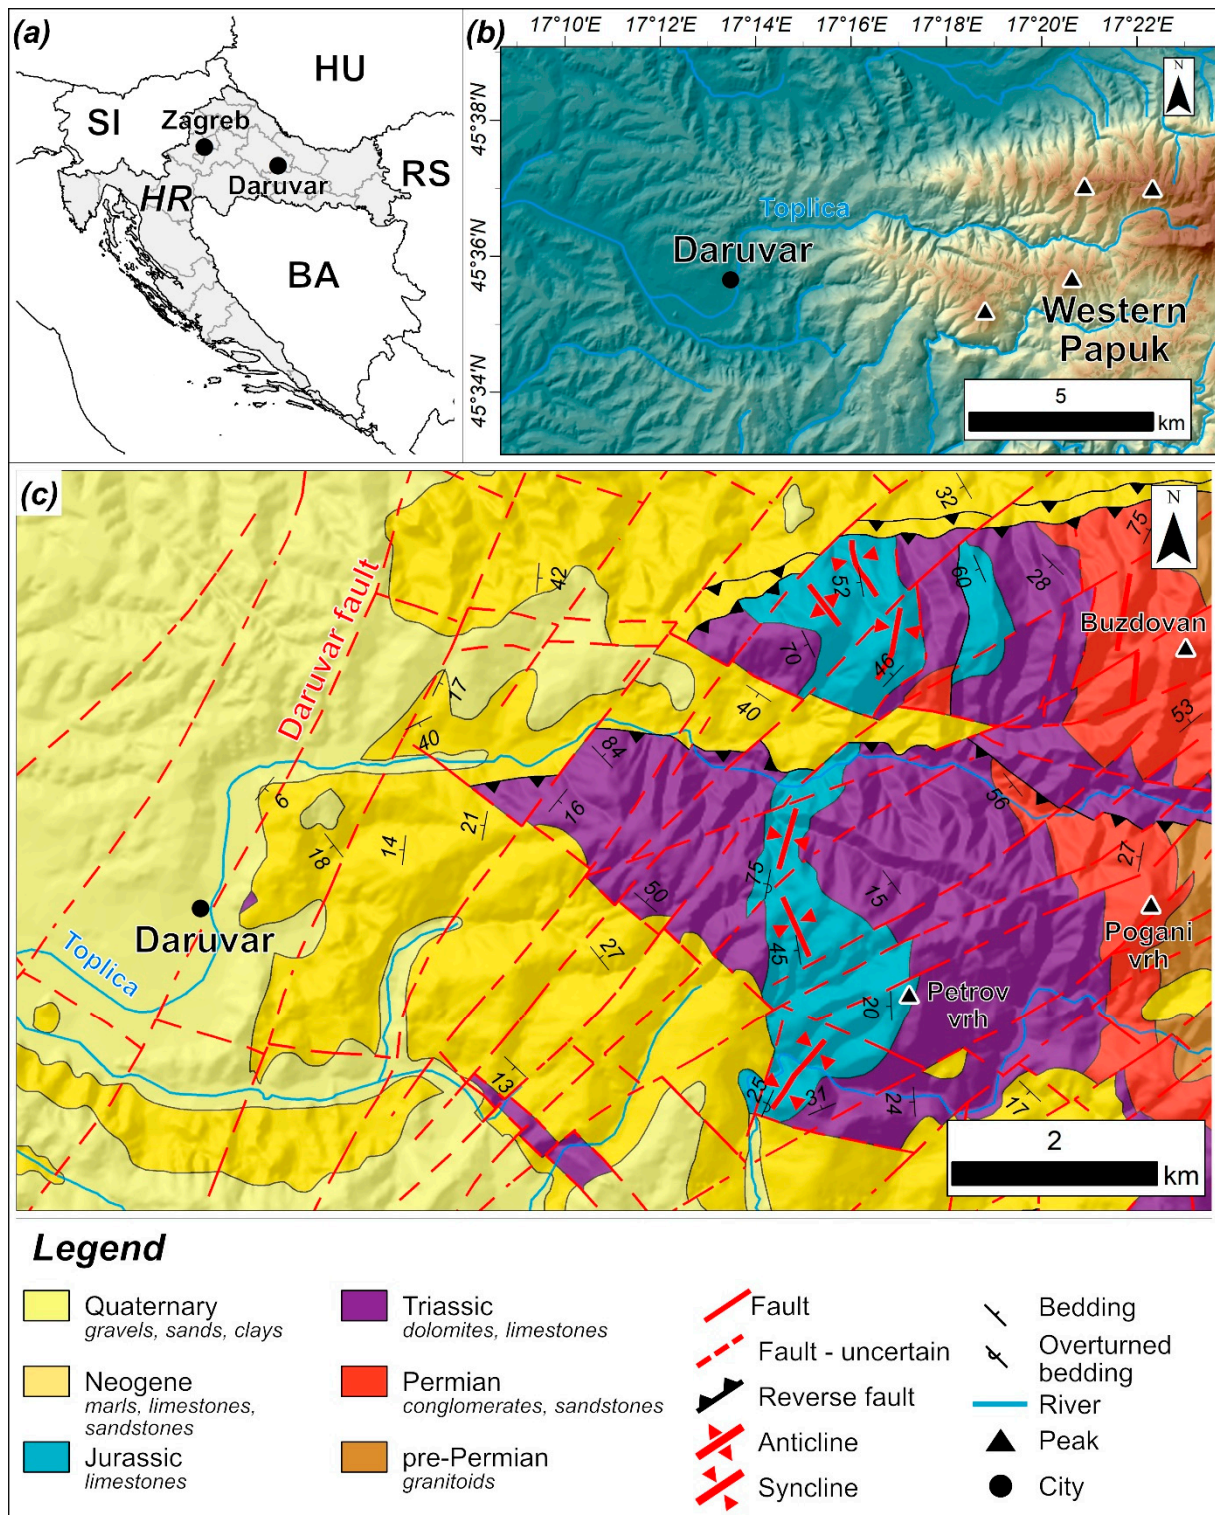 (a)
HU
SI
Zagreb
HR
Daruvar
RS
BA
(b)
17°10'E
17°12'E
17°14'E
17°16'E
17°18'E
17°20'E
17°22'E
45°38'N
45°36'N
45°34'N
N
Toplica
Daruvar
Western
Papuk
5
km
(c)
N
32
75
42
Daruvar fault
52
60
28
Buzdovan
70
46
17
40
40
53
84
6
16
21
56
18
14
27
75
15
50
Daruvar
Pogani
vrh
Toplica
27
45
20
Petrov
vrh
13
25
31
24
17
2
km
Legend
Quaternary
gravels, sands, clays
Neogene
marls, limestones,
sandstones
Jurassic
limestones
Triassic
dolomites, limestones
Permian
conglomerates, sandstones
pre-Permian
granitoids
Fault
Fault - uncertain
Reverse fault
Anticline
Syncline
Bedding
Overturned
bedding
River
Peak
City